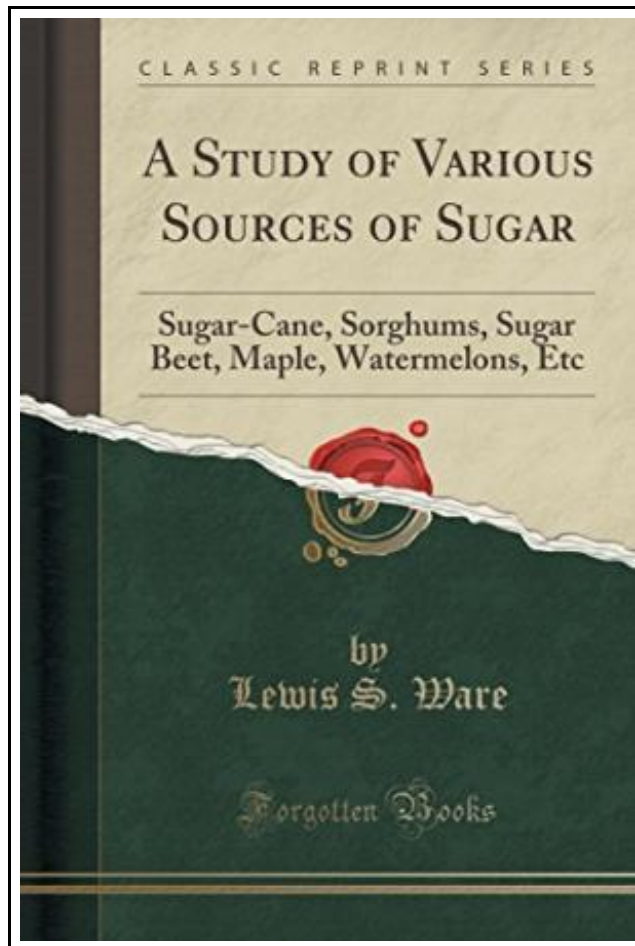 CLASSIC REPRINT SERIES
A STUDY OF VARIOUS
SOURCES OF SUGAR
Sugar-Cane, Sorghums, Sugar
Beet, Maple, Watermelons, Etc
by
Lewis S. Ware
Forgotten Books